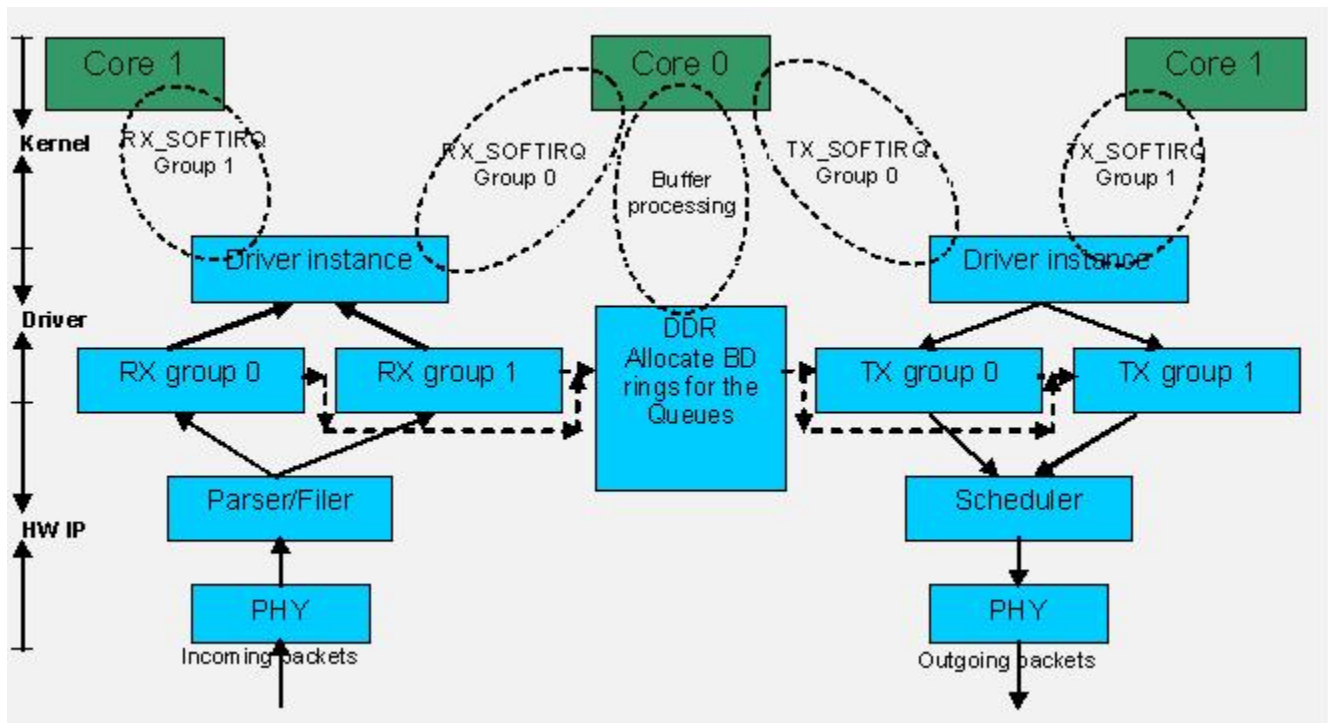 Core 1
Core 0
Core 1
Kernel
RX_SOFTIRQ
Group 1
RX_SOFTIRQ
Group 0
Buffer
processing
TX_SOFTIRQ
Group 0
TX_SOFTIRQ
Group 1
Driver instance
Driver instance
Driver
RX group 0
RX group 1
DDR
Allocate BD
rings for the
Queues
TX group 0
TX group 1
Parser/Filer
Scheduler
HW IP
PHY
PHY
Incoming packets
Outgoing packets